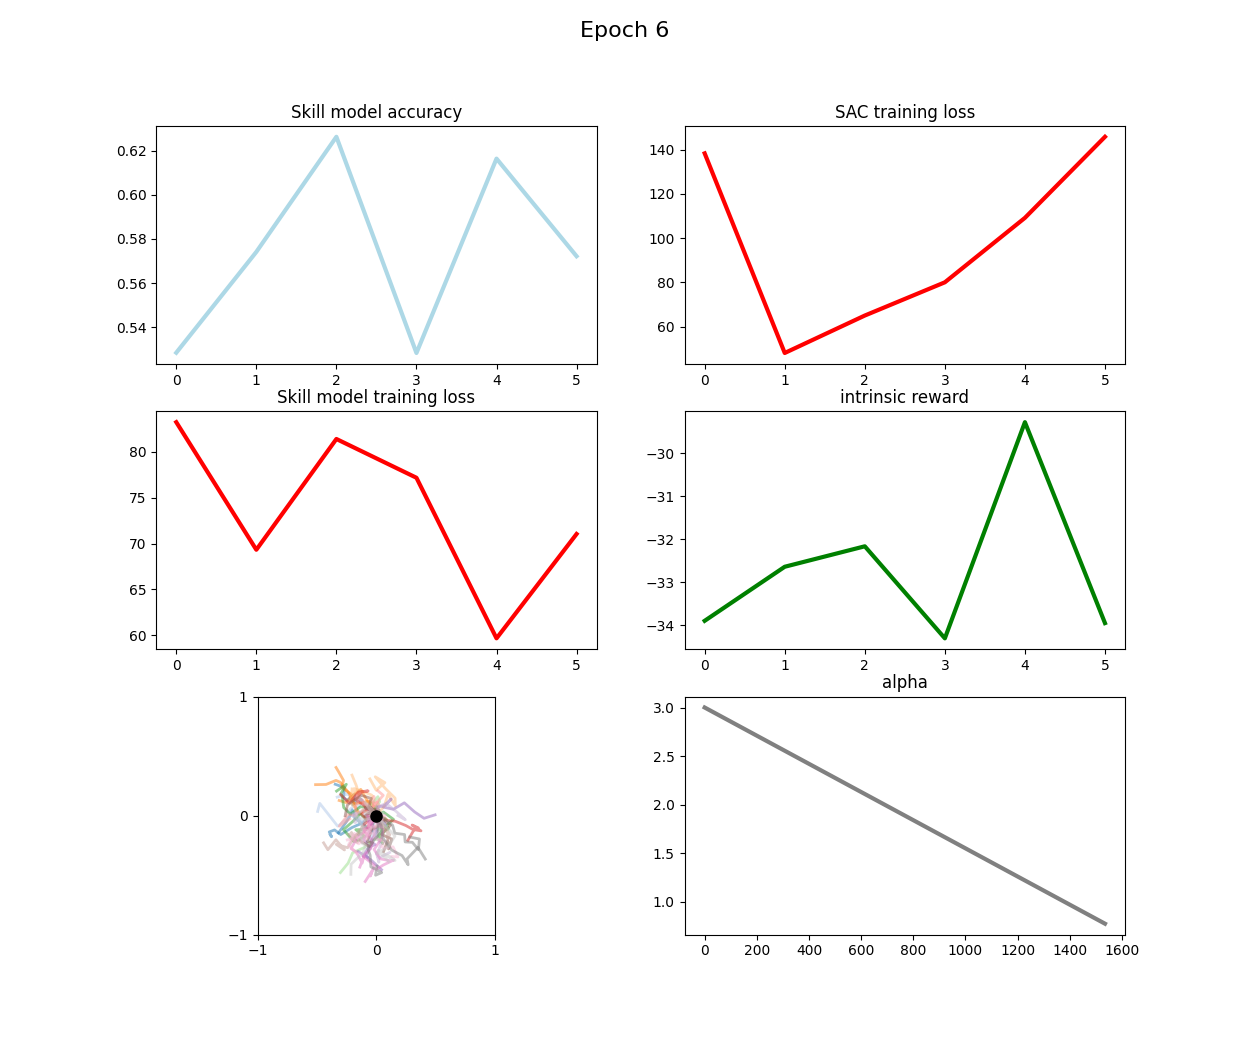 Epoch 6
Skill model accuracy
0.62
0.60
0.58
0.56
0.54
0 1 2 3 4 5
SAC training loss
140
120
100
80
60
0 1 2 3 4 5
Skill model training loss
80
75
70
65
60
0 1 2 3 4 5
intrinsic reward
−30
−31
−32
−33
−34
0 1 2 3 4 5
1
0
−1
−1 0 1
alpha
3.0
2.5
2.0
1.5
1.0
0 200 400 600 800 1000 1200 1400 1600